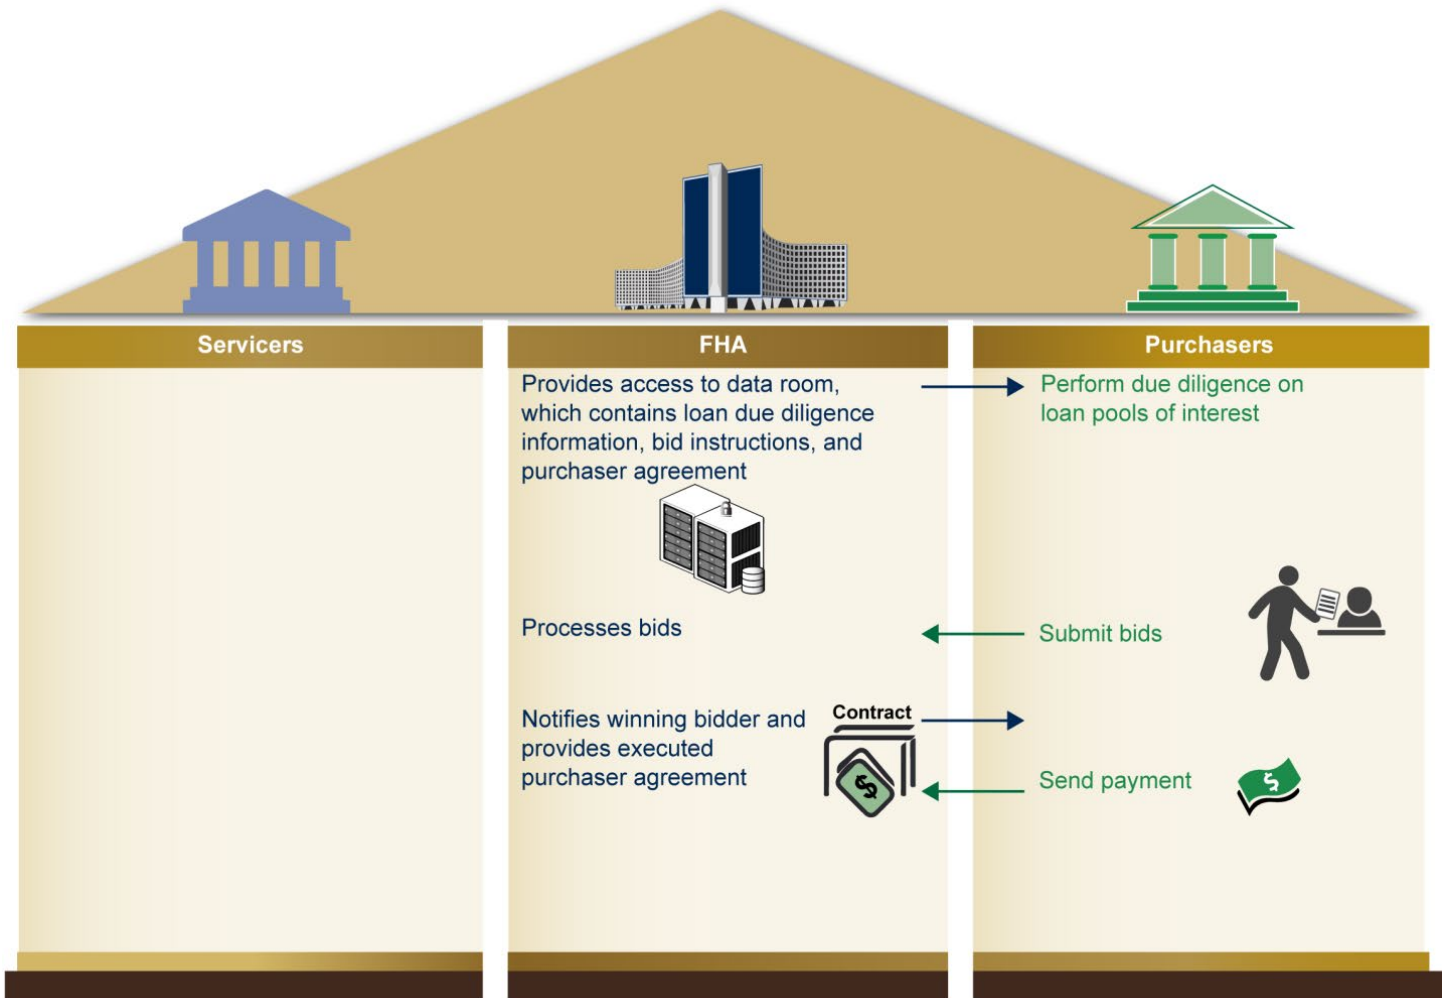 Servicers
FHA
Purchasers
Provides access to data room,
which contains loan due diligence
information, bid instructions, and
purchaser agreement
Perform due diligence on
loan pools of interest
Processes bids
Submit bids
Notifies winning bidder and
provides executed
purchaser agreement
Contract
$
Send payment
$